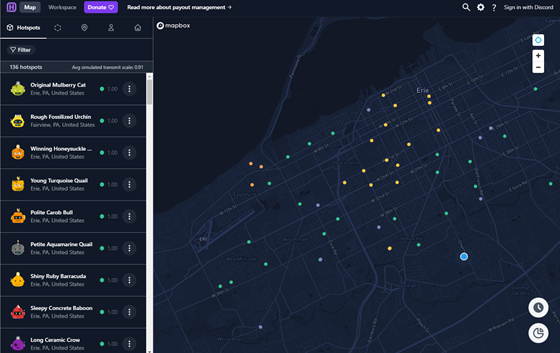 Map
Workspace
Donate
Read more about payout management
Sign in with Discord
Hotspots
Filter
136 hotspots
Avg simulated transmit scale: 0.91
Original Mulberry Cat
Erie, PA, United States
1.00
Rough Fossilized Urchin
Fairview, PA, United States
1.00
Winning Honeysuckle ...
Erie, PA, United States
1.00
Young Turquoise Quail
Erie, PA, United States
1.00
Polite Carob Bull
Erie, PA, United States
1.00
Petite Aquamarine Quail
Erie, PA, United States
1.00
Shiny Ruby Barracuda
Erie, PA, United States
1.00
Sleepy Concrete Baboon
Erie, PA, United States
1.00
Long Ceramic Crow
Erie, PA, United States
1.00
mapbox
Erie
ERI